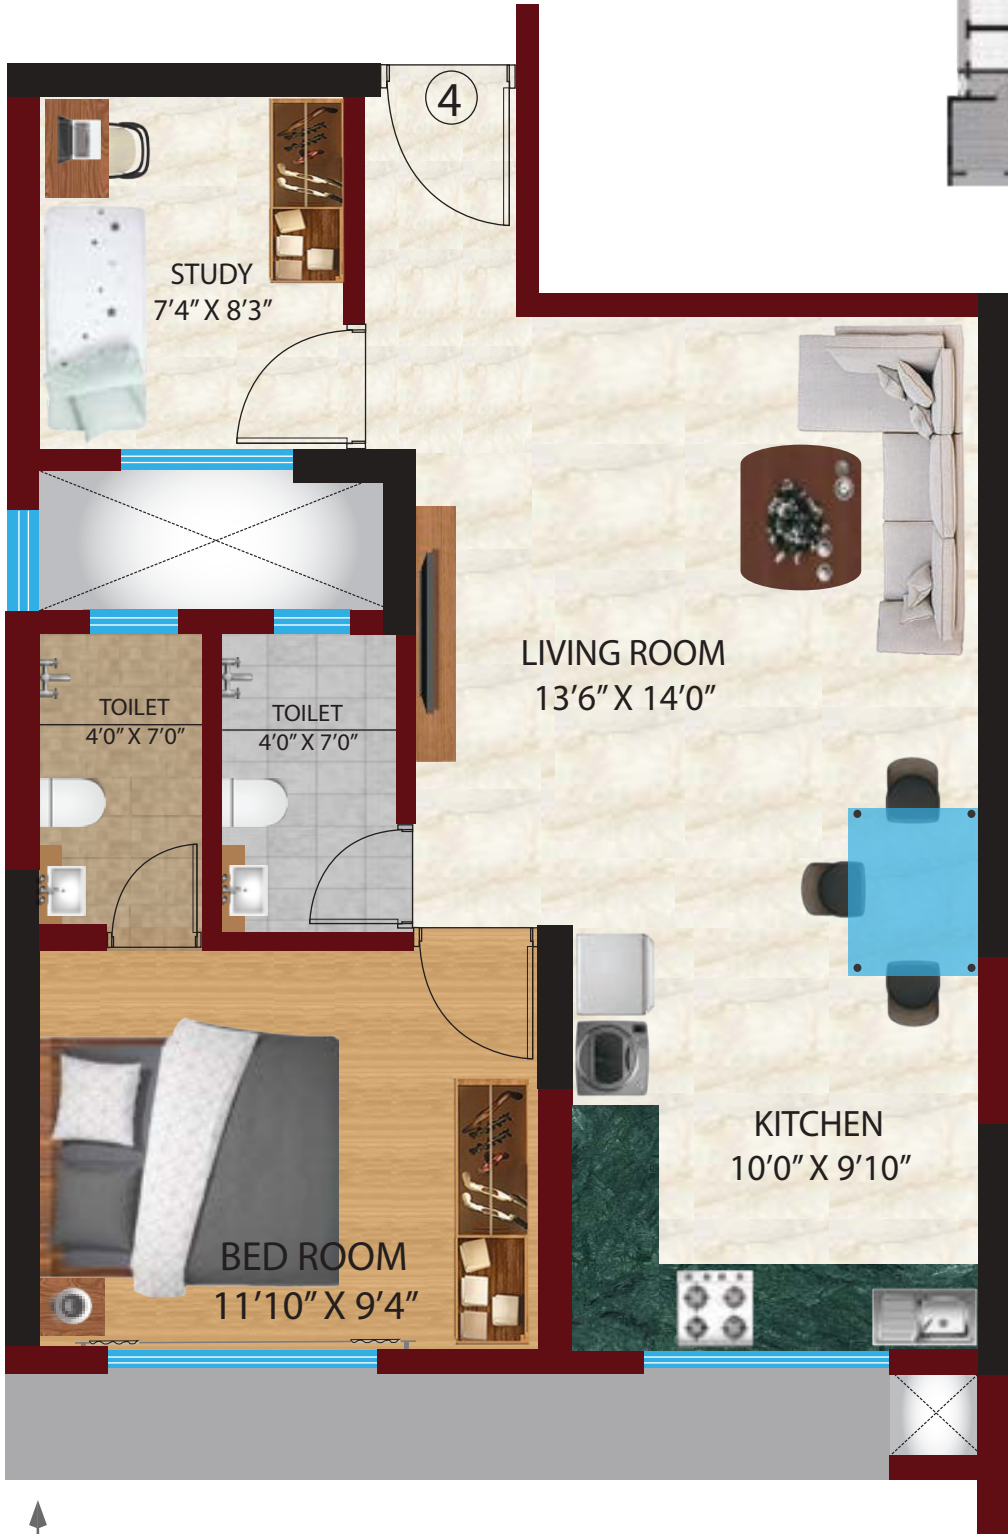 4
STUDY
7'4" X 8'3"
LIVING ROOM
13'6" X 14'0"
TOILET
4'0" X 7'0"
TOILET
4'0" X 7'0"
KITCHEN
10'0" X 9'10"
BED ROOM
11'10" X 9'4"